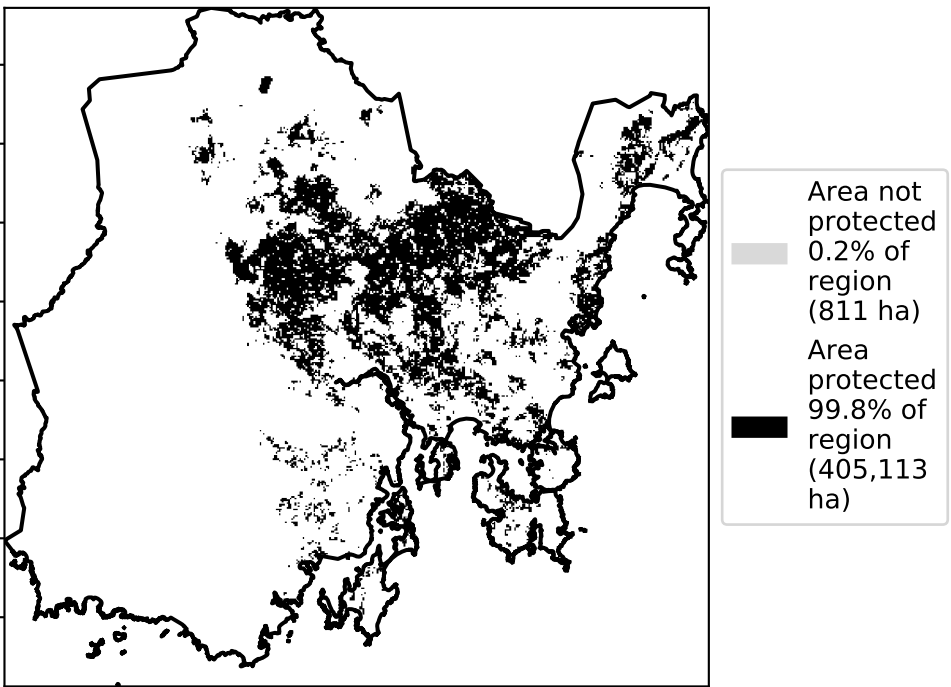 Area not
protected
0.2% of
region
(811 ha)
Area
protected
99.8% of
region
(405,113
ha)